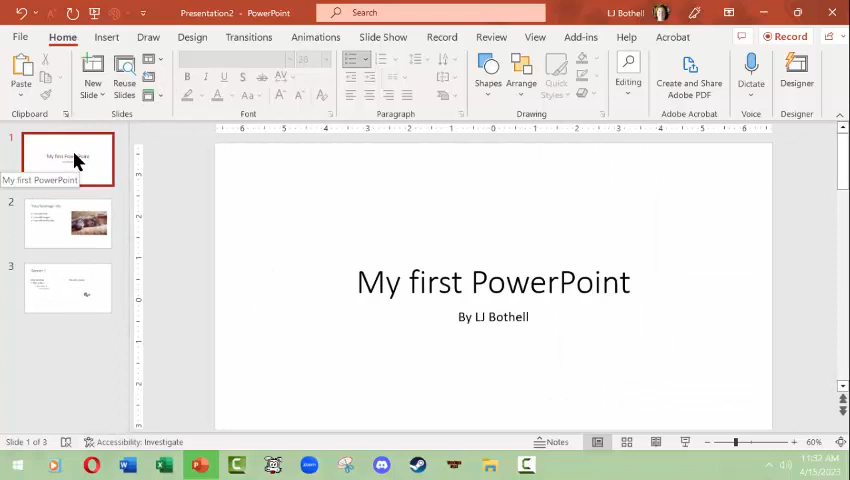 Presentation2 - PowerPoint
Search
LJ Bothell
File Home Insert Draw Design Transitions Animations Slide Show Record Review View Add-ins Help Acrobat
Record
Paste
New Slide
Reuse Slides
Shapes
Arrange
Quick Styles
Editing
Create and Share Adobe PDF
Dictate
Designer
Clipboard
Slides
Font
Paragraph
Adobe Acrobat
Voice
Designer
1
My first PowerPoint
2
3
My first PowerPoint
By LJ Bothell
Slide 1 of 3
Accessibility: Investigate
Notes
60%
11:32 AM
4/15/2023